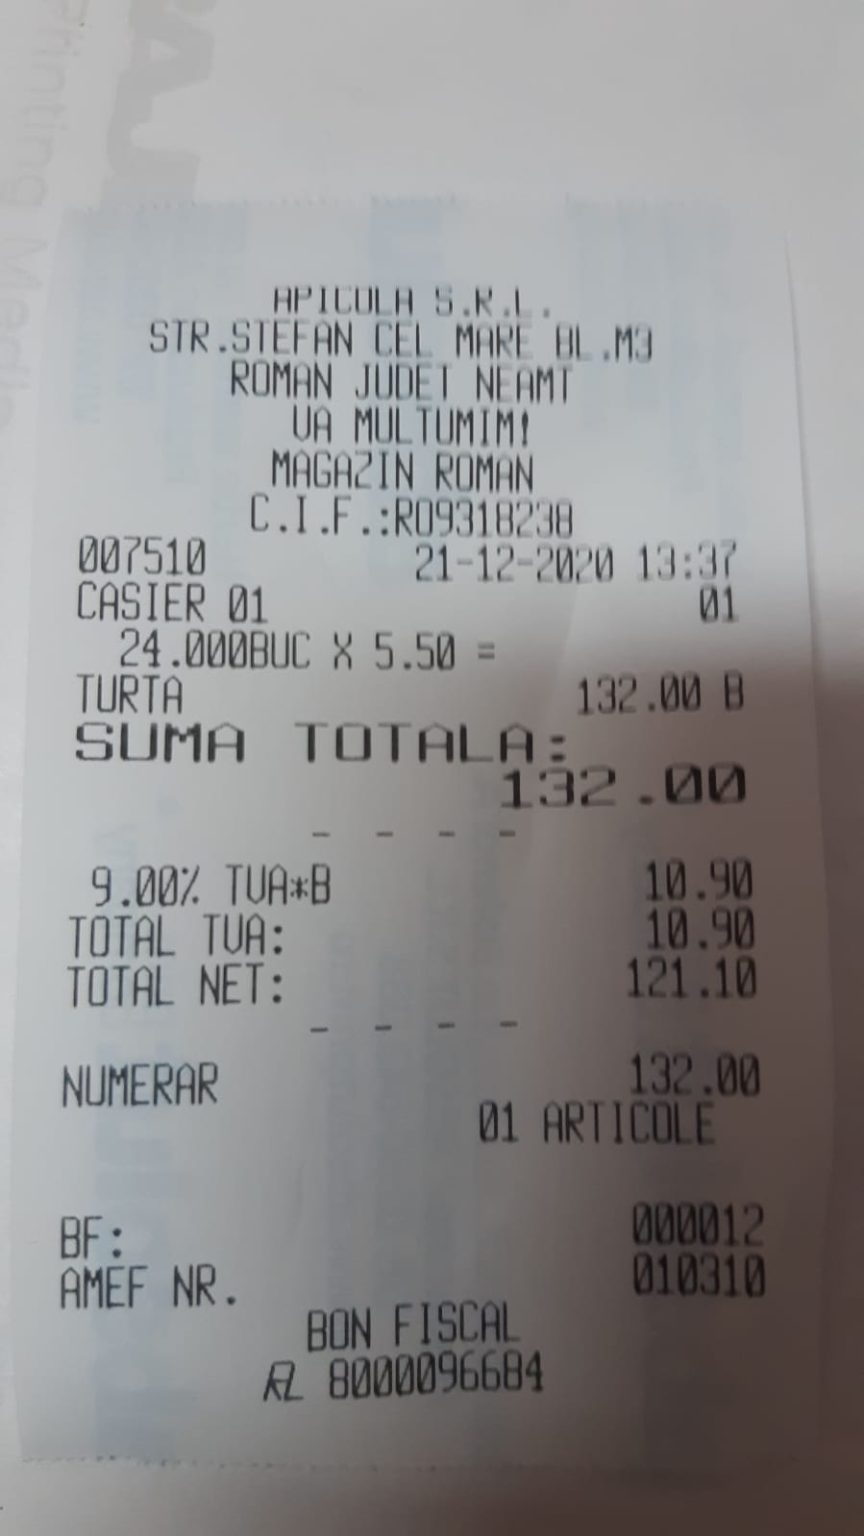 APICOLA S.R.L.
STR.STEFAN CEL MARE BL.M3
ROMAN JUDET NEAMT
VA MULTUMIM!
MAGAZIN ROMAN
C.I.F.:RO9318238
007510 21-12-2020 13:37
CASIER 01 01
24.000BUC X 5.50 =
TURTA 132.00 B
SUMA TOTALA:
132.00
- - - -
9.00% TVA*B 10.90
TOTAL TVA: 10.90
TOTAL NET: 121.10
- - - -
NUMERAR 132.00
01 ARTICOLE
BF: 000012
AMEF NR. 010310
BON FISCAL
8000096684